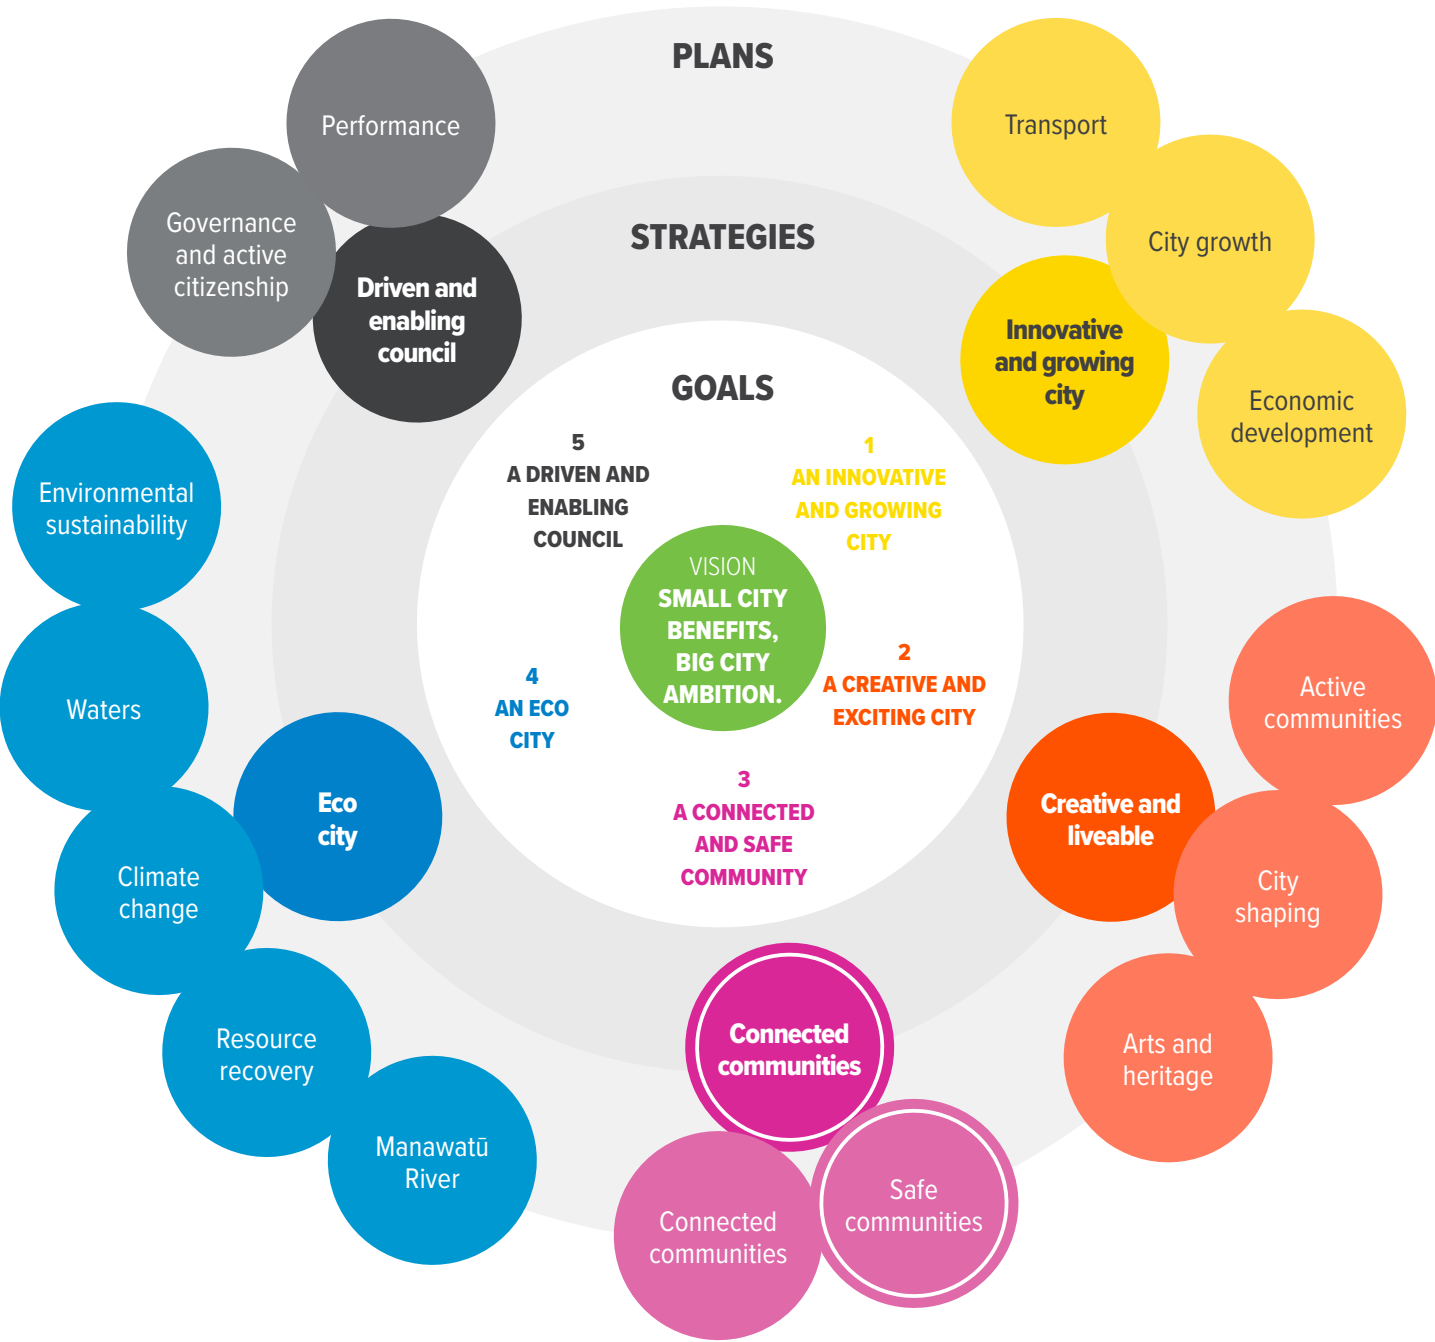 PLANS
Performance
Governance
and active
citizenship
Transport
City growth
Economic
development
STRATEGIES
Driven and
enabling
council
Innovative
and growing
city
GOALS
5
A DRIVEN AND
ENABLING
COUNCIL
1
AN INNOVATIVE
AND GROWING
CITY
VISION
SMALL CITY
BENEFITS,
BIG CITY
AMBITION.
2
A CREATIVE AND
EXCITING CITY
4
AN ECO
CITY
3
A CONNECTED
AND SAFE
COMMUNITY
Environmental
sustainability
Waters
Climate
change
Resource
recovery
Manawatū
River
Eco
city
Creative and
liveable
Active
communities
City
shaping
Arts and
heritage
Connected
communities
Connected
communities
Safe
communities